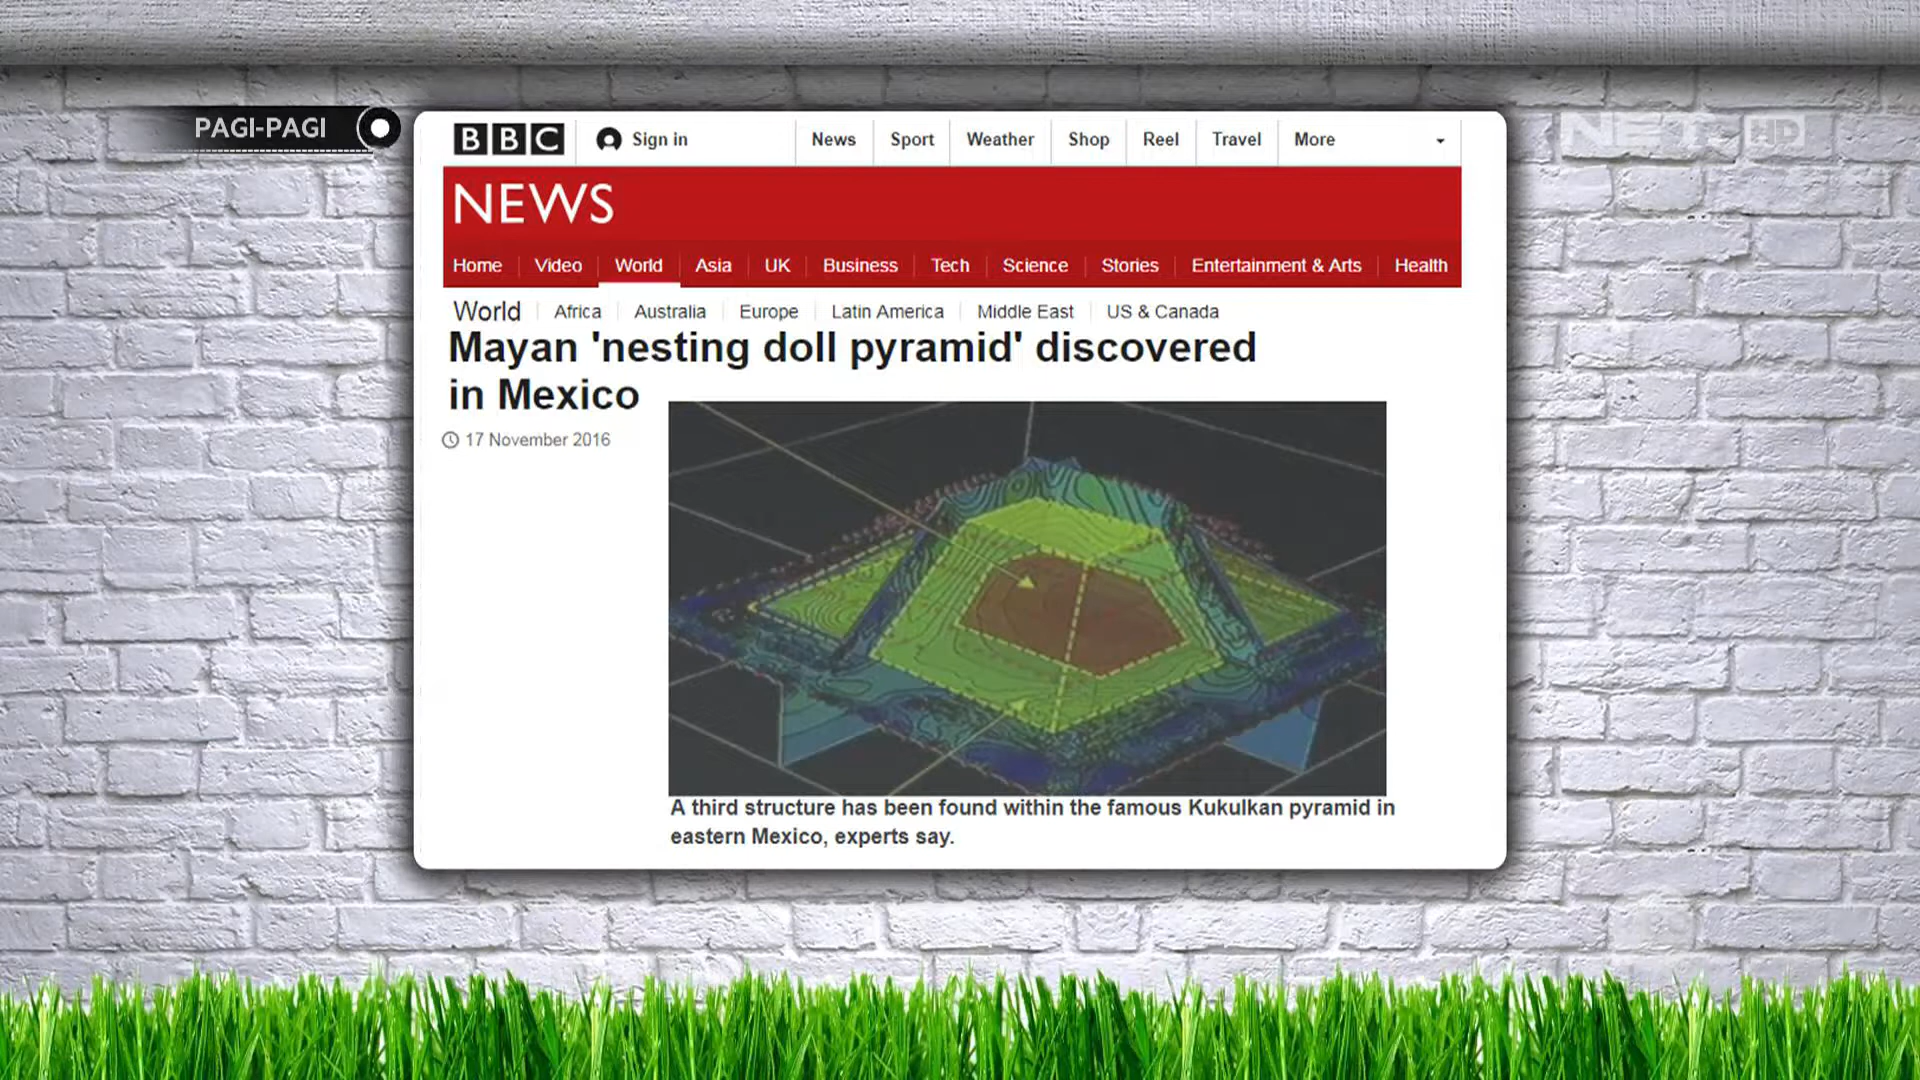 PAGI-PAGI
NET. HD
BBC Sign in News Sport Weather Shop Reel Travel More
NEWS
Home Video World Asia UK Business Tech Science Stories Entertainment & Arts Health
World Africa Australia Europe Latin America Middle East US & Canada
Mayan 'nesting doll pyramid' discovered
in Mexico
17 November 2016
A third structure has been found within the famous Kukulkan pyramid in
eastern Mexico, experts say.